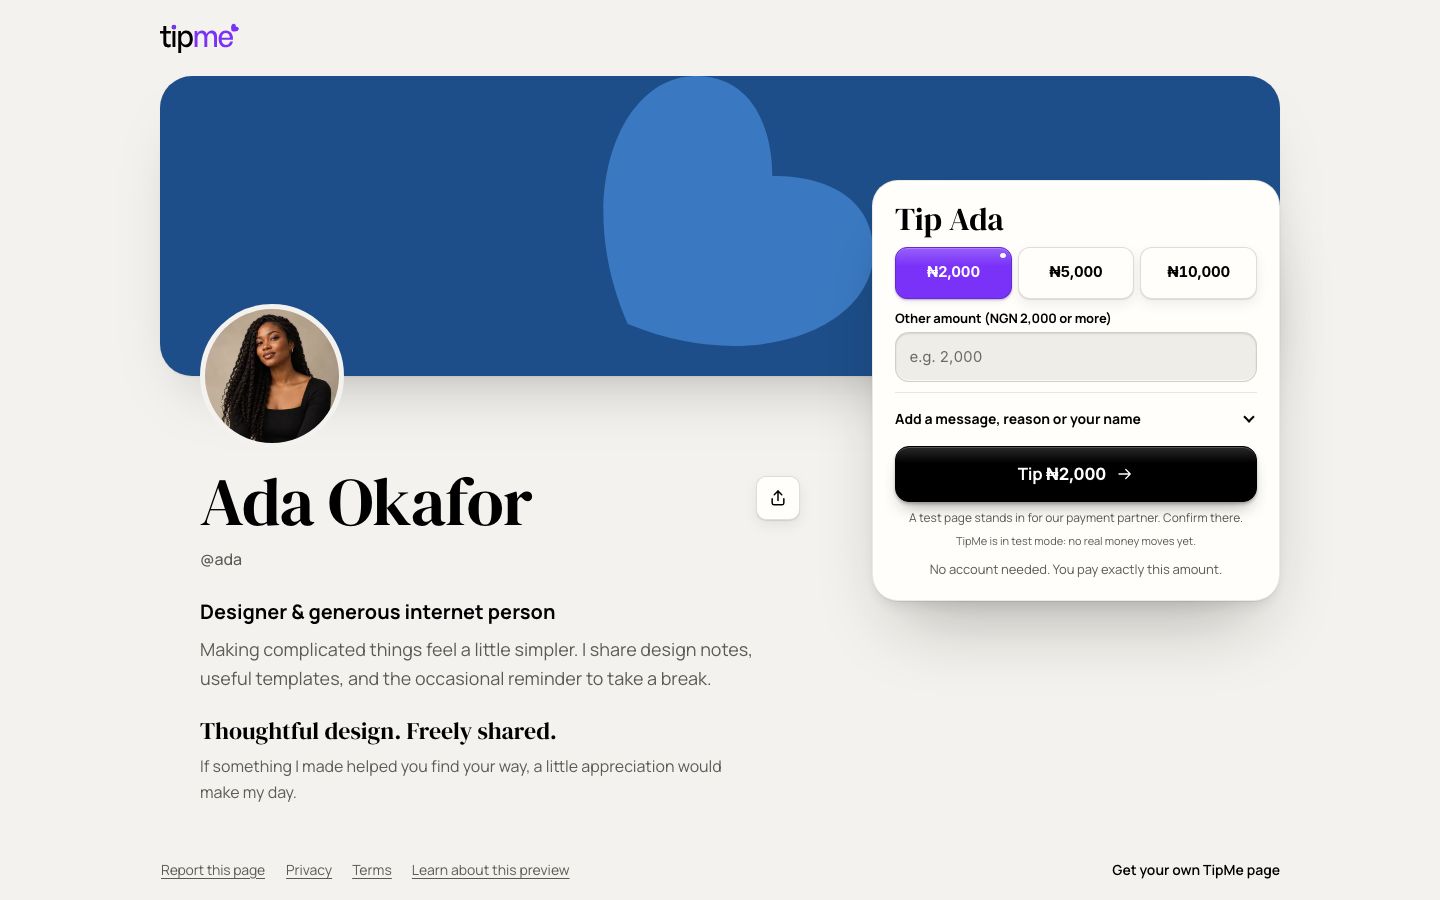 tipme
Tip Ada
₦2,000
₦5,000
₦10,000
Other amount (NGN 2,000 or more)
e.g. 2,000
Add a message, reason or your name
Tip ₦2,000
A test page stands in for our payment partner. Confirm there.
TipMe is in test mode: no real money moves yet.
No account needed. You pay exactly this amount.
Ada Okafor
@ada
Designer & generous internet person
Making complicated things feel a little simpler. I share design notes,
useful templates, and the occasional reminder to take a break.
Thoughtful design. Freely shared.
If something I made helped you find your way, a little appreciation would
make my day.
Report this page
Privacy
Terms
Learn about this preview
Get your own TipMe page